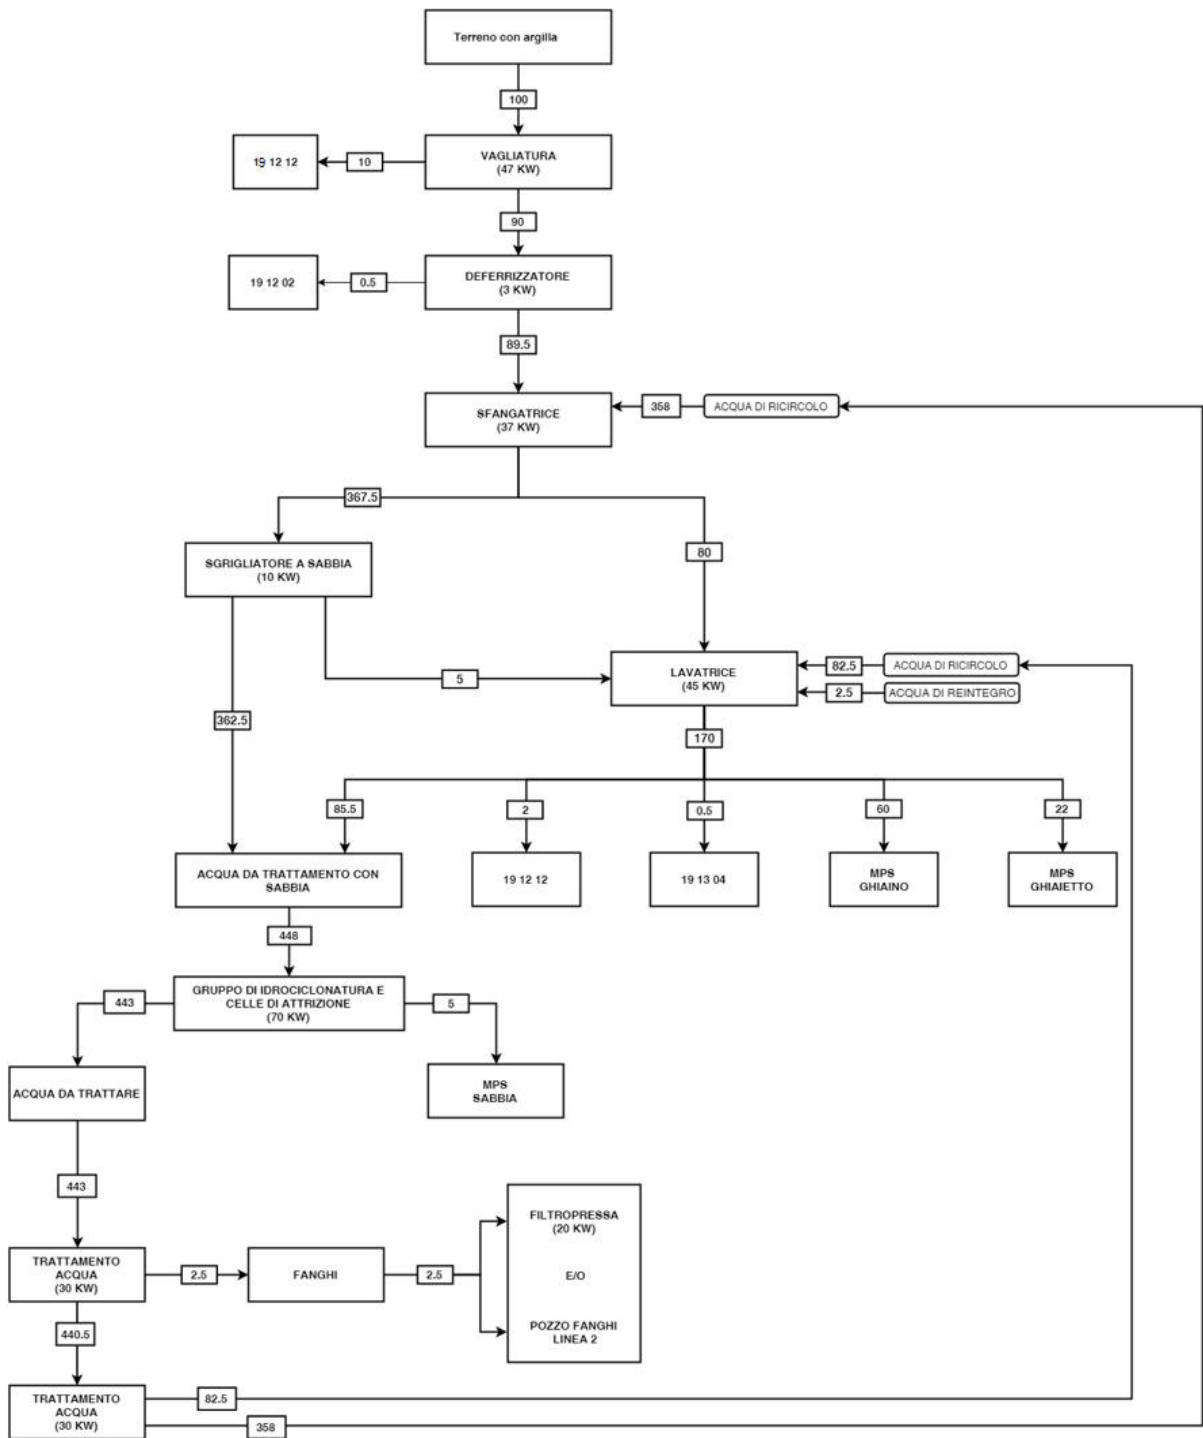 Terreno con argilla
100
VAGLIATURA
(47 KW)
10
19 12 12
90
DEFERRIZZATORE
(3 KW)
0.5
19 12 02
89.5
SFANGATRICE
(37 KW)
358
ACQUA DI RICIRCOLO
367.5
80
SGRIGLIATORE A SABBIA
(10 KW)
LAVATRICE
(45 KW)
82.5
ACQUA DI RICIRCOLO
2.5
ACQUA DI REINTEGRO
5
362.5
170
85.5
2
0.5
60
22
ACQUA DA TRATTAMENTO CON
SABBIA
19 12 12
19 13 04
MPS
GHIAINO
MPS
GHIAIETTO
448
GRUPPO DI IDROCICLONATURA E
CELLE DI ATTRIZIONE
(70 KW)
443
5
ACQUA DA TRATTARE
MPS
SABBIA
443
TRATTAMENTO
ACQUA
(30 KW)
2.5
FANGHI
2.5
FILTROPRESSA
(20 KW)
E/O
POZZO FANGHI
LINEA 2
440.5
TRATTAMENTO
ACQUA
(30 KW)
82.5
358